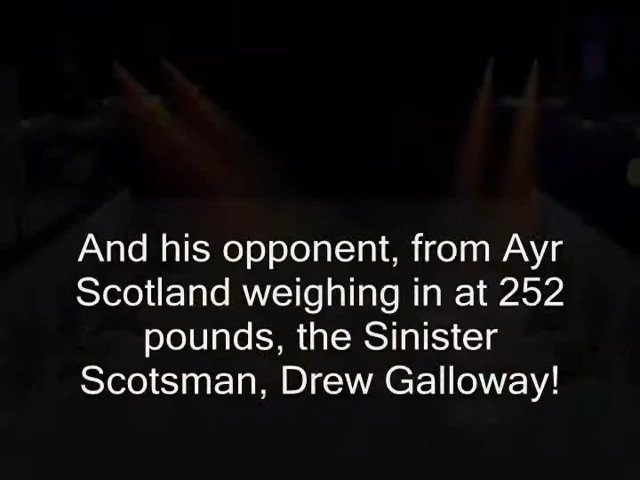 And his opponent, from Ayr
Scotland weighing in at 252
pounds, the Sinister
Scotsman, Drew Galloway!